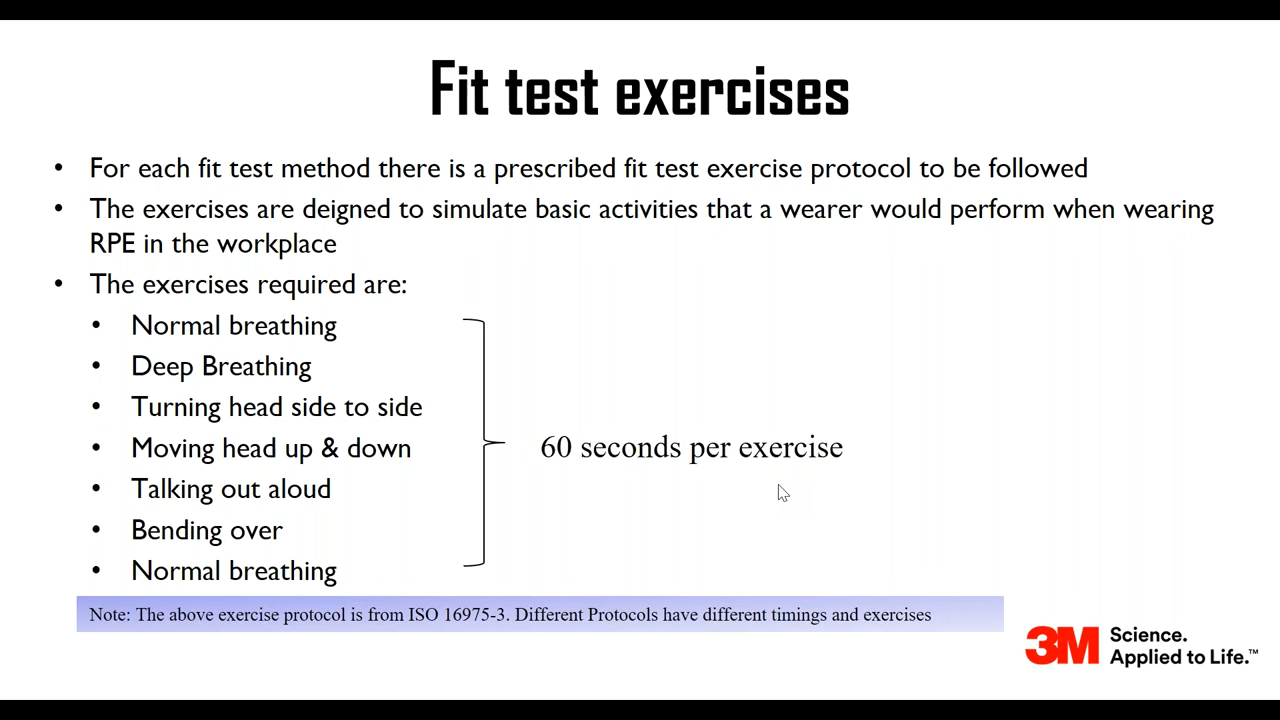 Fit test exercises
• For each fit test method there is a prescribed fit test exercise protocol to be followed
• The exercises are deigned to simulate basic activities that a wearer would perform when wearing
RPE in the workplace
• The exercises required are:
• Normal breathing
• Deep Breathing
• Turning head side to side
• Moving head up & down
• Talking out aloud
• Bending over
• Normal breathing
60 seconds per exercise
Note: The above exercise protocol is from ISO 16975-3. Different Protocols have different timings and exercises
3M Science.
Applied to Life.™